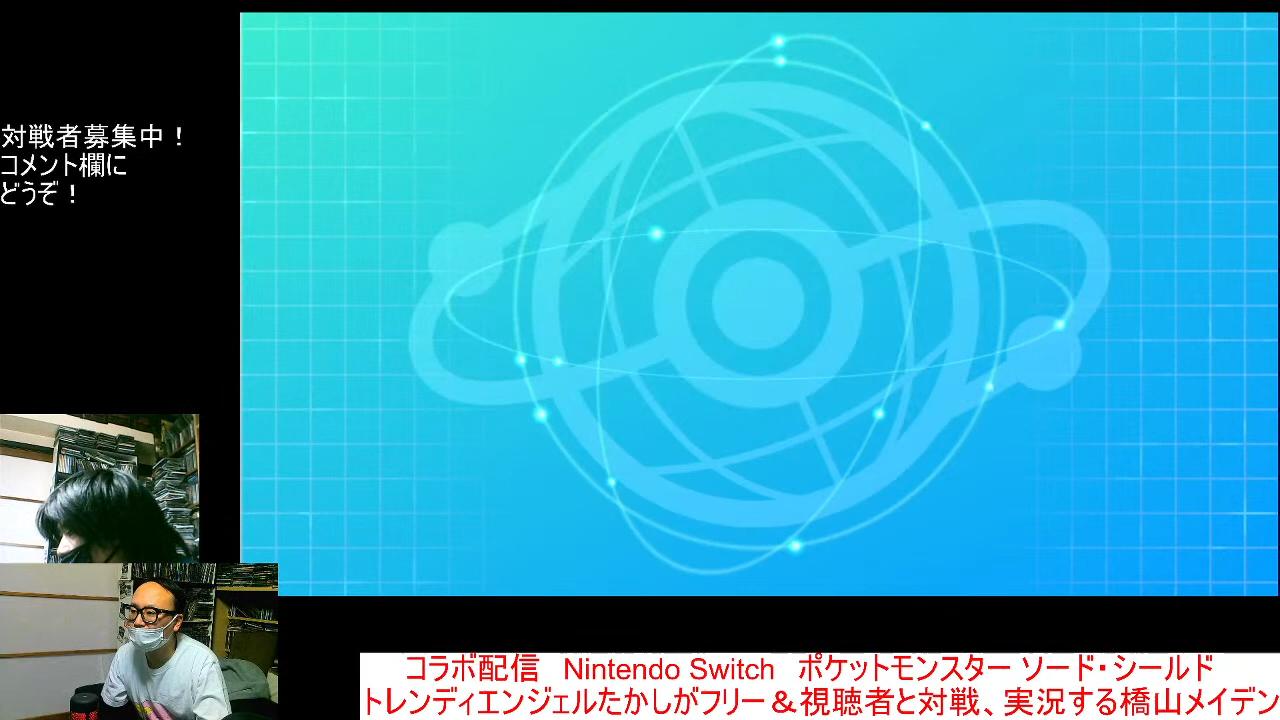 対戦者募集中！
コメント欄に
どうぞ！
コラボ配信 Nintendo Switch ポケットモンスター ソード・シールド
トレンディエンジェルたかしがフリー＆視聴者と対戦、実況する橋山メイデン